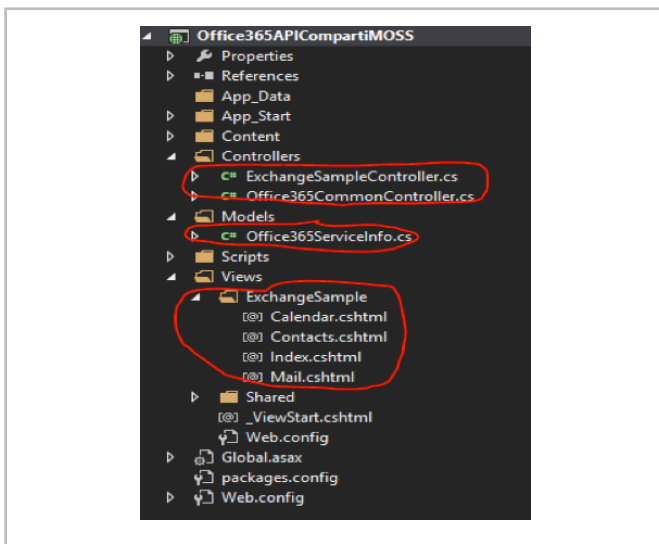 Office365APICompartiMOSS
Properties
References
App_Data
App_Start
Content
Controllers
C# ExchangeSampleController.cs
C# Office365CommonController.cs
Models
C# Office365ServiceInfo.cs
Scripts
Views
ExchangeSample
[@] Calendar.cshtml
[@] Contacts.cshtml
[@] Index.cshtml
[@] Mail.cshtml
Shared
[@] _ViewStart.cshtml
Web.config
Global.asax
packages.config
Web.config